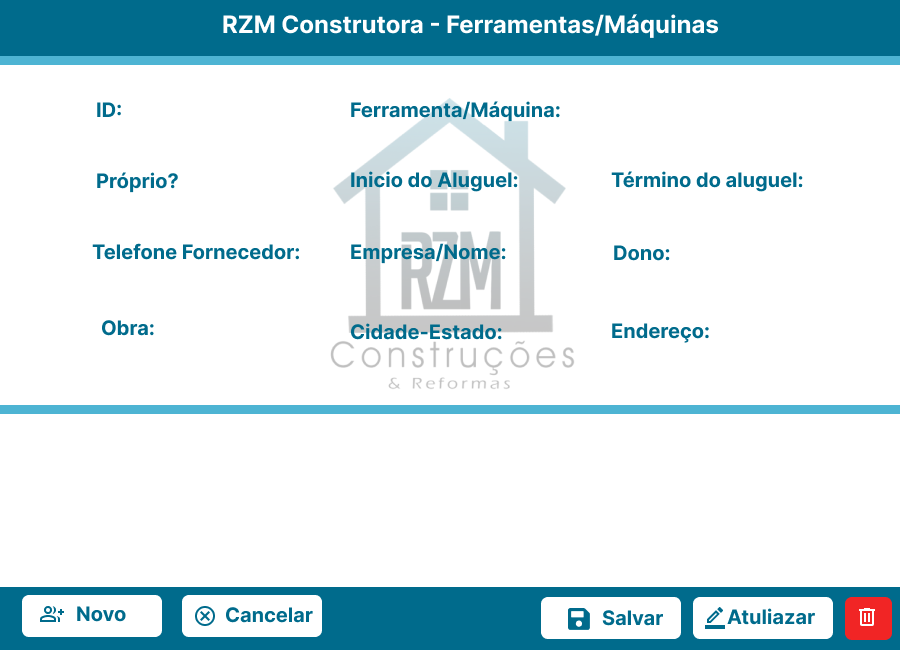 RZM Construtora - Ferramentas/Máquinas
ID:
Ferramenta/Máquina:
Próprio?
Inicio do Aluguel:
Término do aluguel:
Telefone Fornecedor:
Empresa/Nome:
Dono:
RZM
Obra:
Cidade-Estado:
Endereço:
Construções
& Reformas
Novo
Cancelar
Salvar
Atuliazar